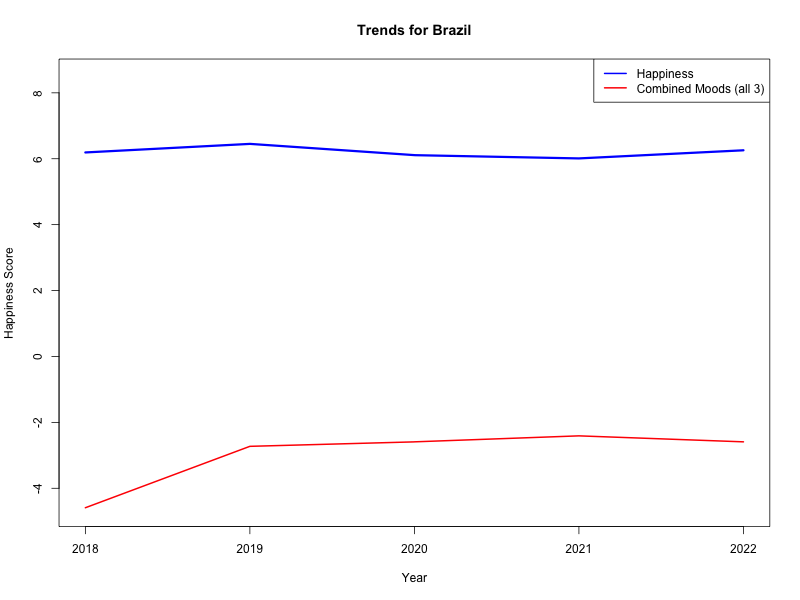 Trends for Brazil
Happiness
Combined Moods (all 3)
Happiness Score
8
6
4
2
0
-2
-4
2018
2019
2020
2021
2022
Year